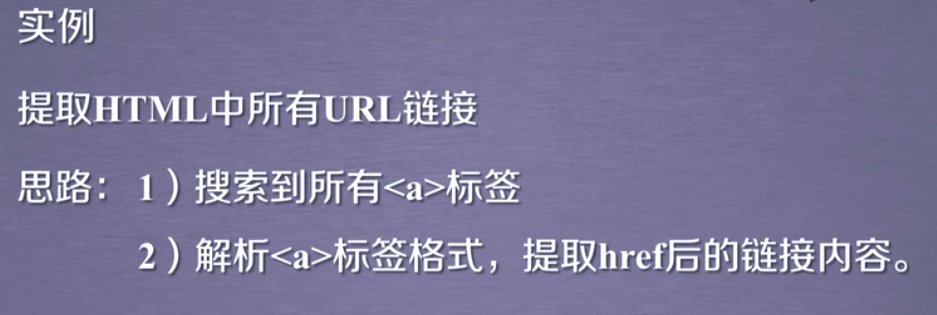 实例
提取HTML中所有URL链接
思路：1）搜索到所有<a>标签
2）解析<a>标签格式，提取href后的链接内容。